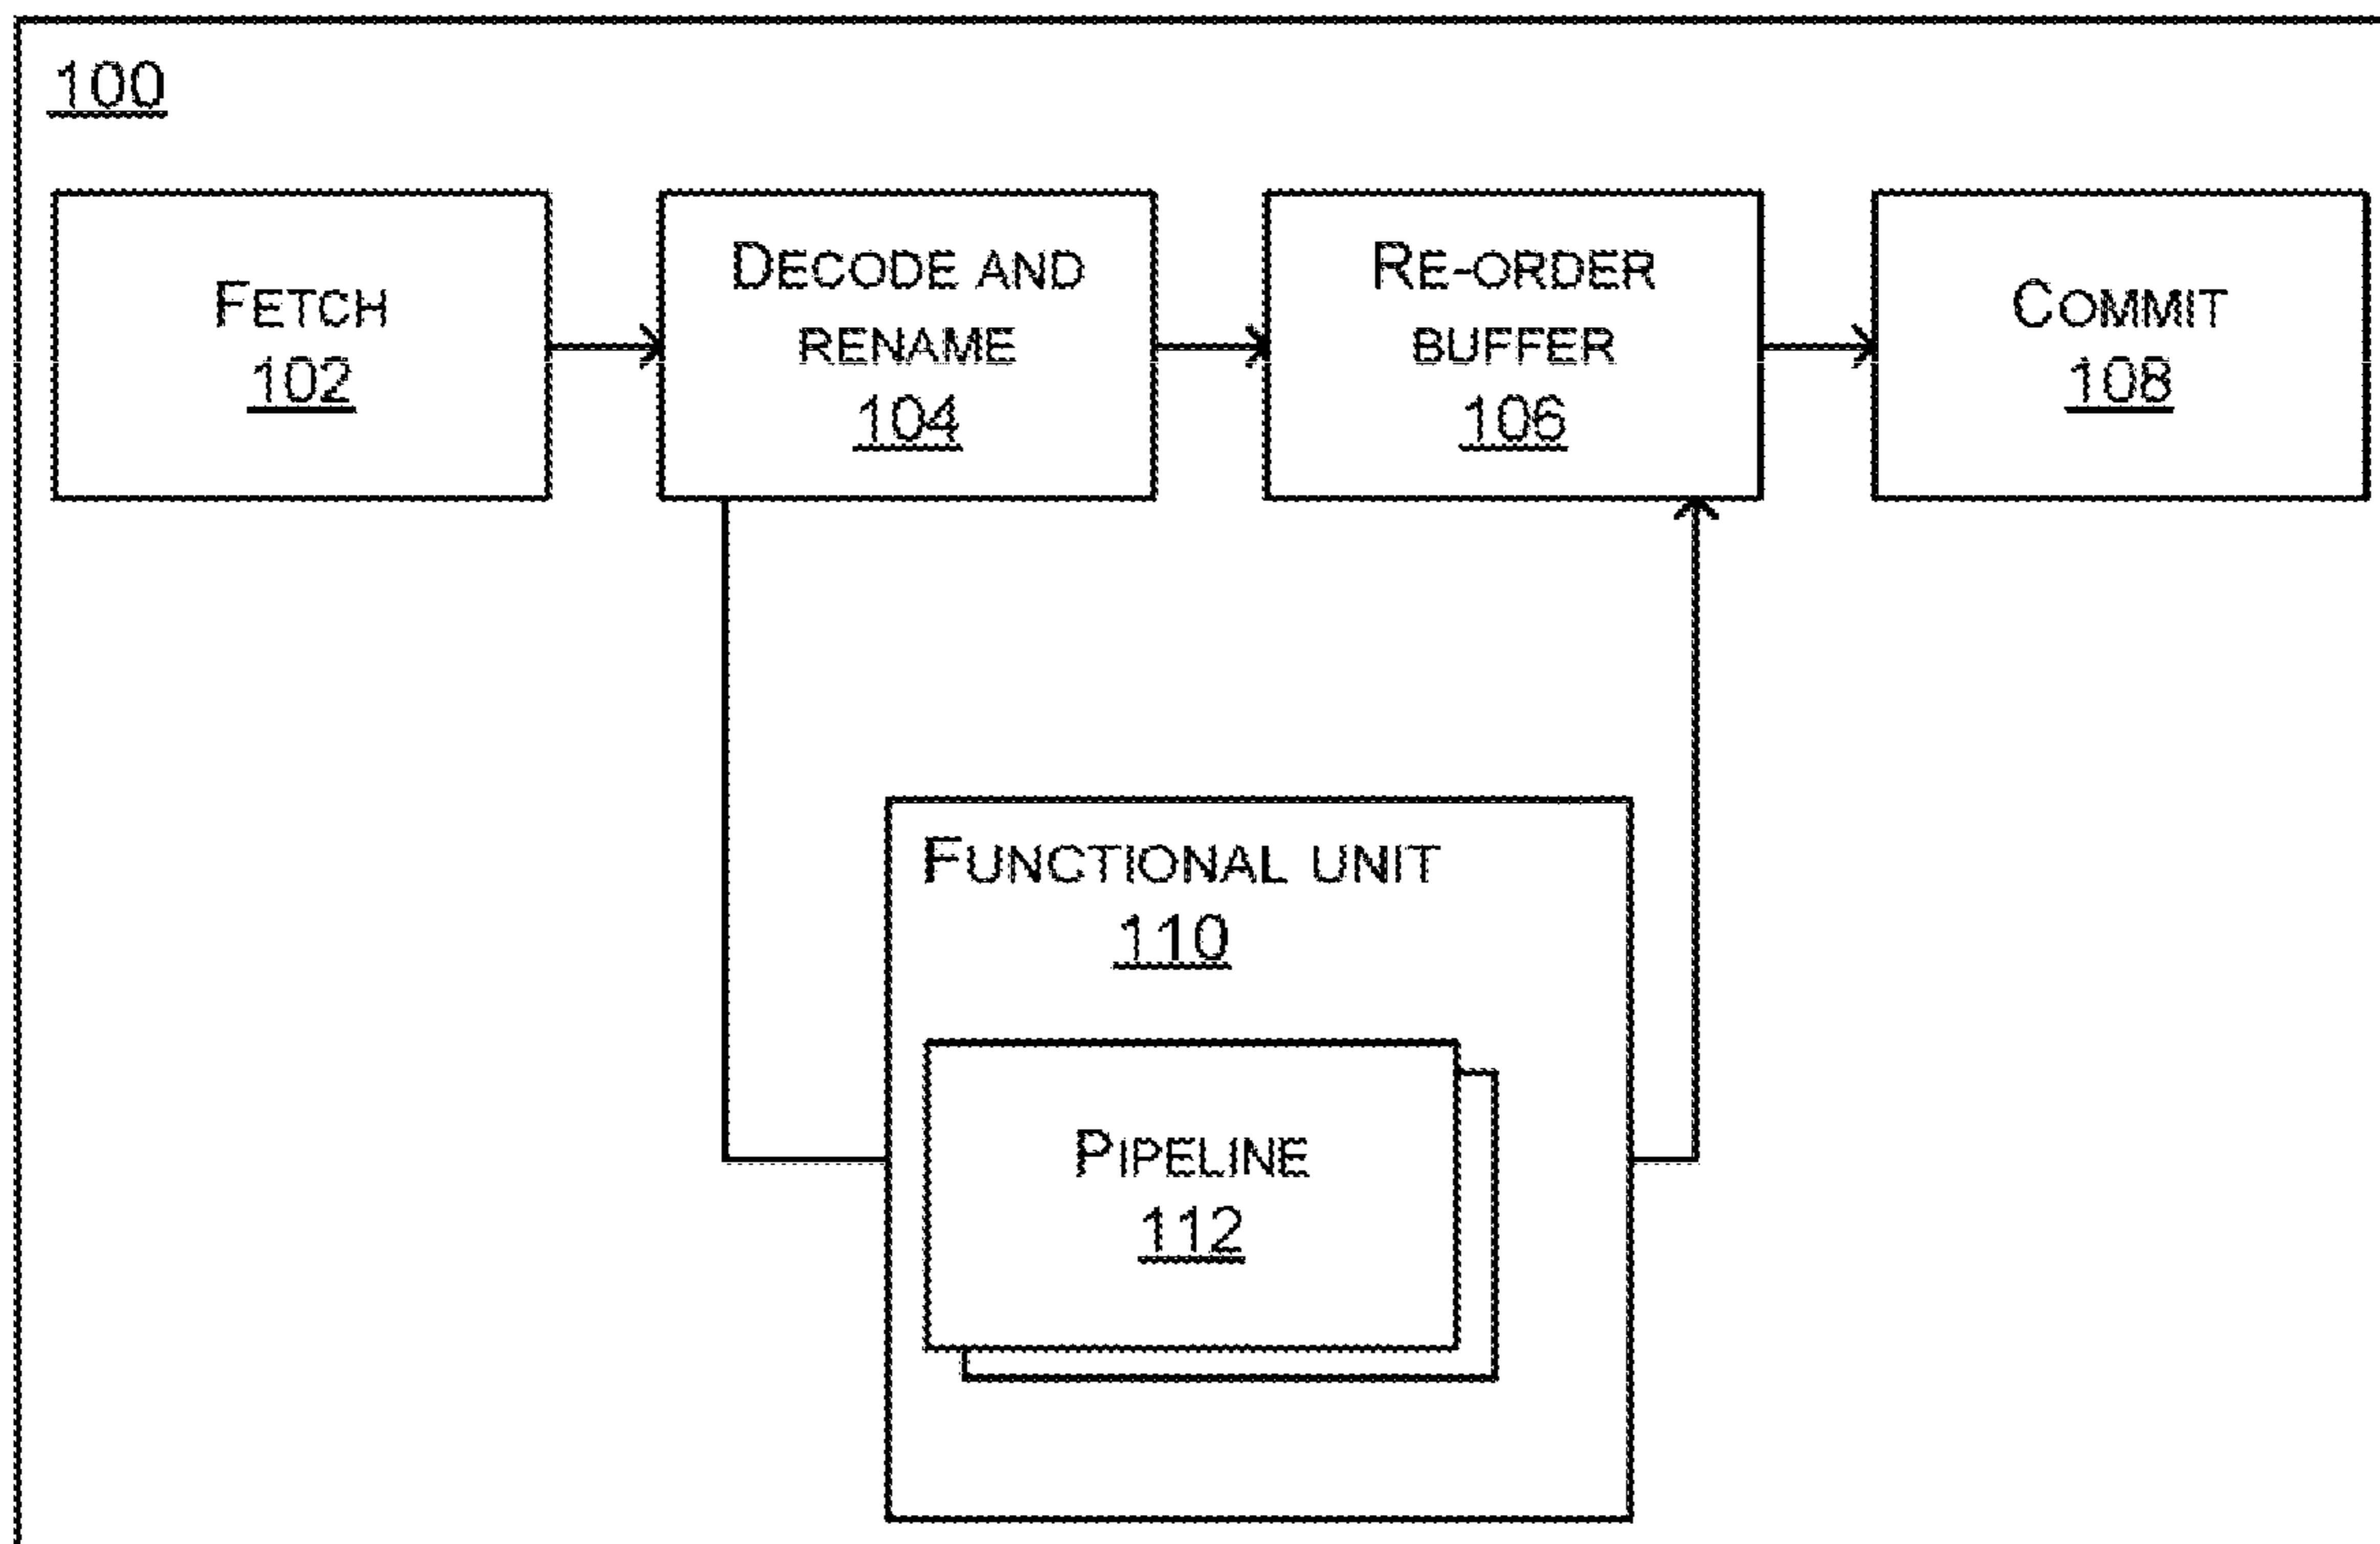 100
FETCH
102
DECODE AND
RENAME
104
RE-ORDER
BUFFER
106
COMMIT
108
FUNCTIONAL UNIT
110
PIPELINE
112